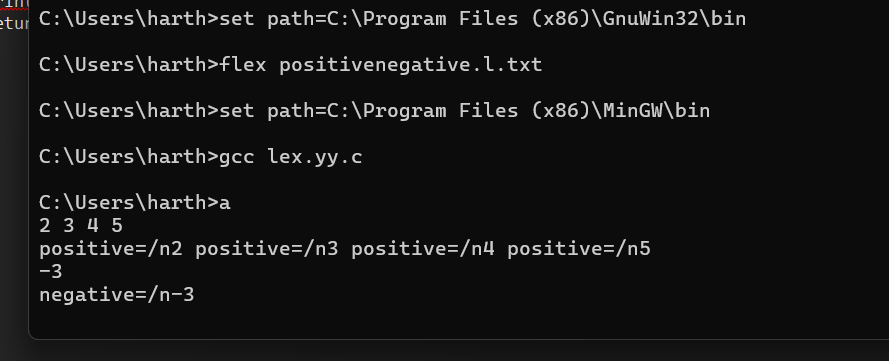 C:\Users\harth>set path=C:\Program Files (x86)\GnuWin32\bin
C:\Users\harth>flex positivenegative.l.txt
C:\Users\harth>set path=C:\Program Files (x86)\MinGW\bin
C:\Users\harth>gcc lex.yy.c
C:\Users\harth>a
2 3 4 5
positive=/n2 positive=/n3 positive=/n4 positive=/n5
-3
negative=/n-3